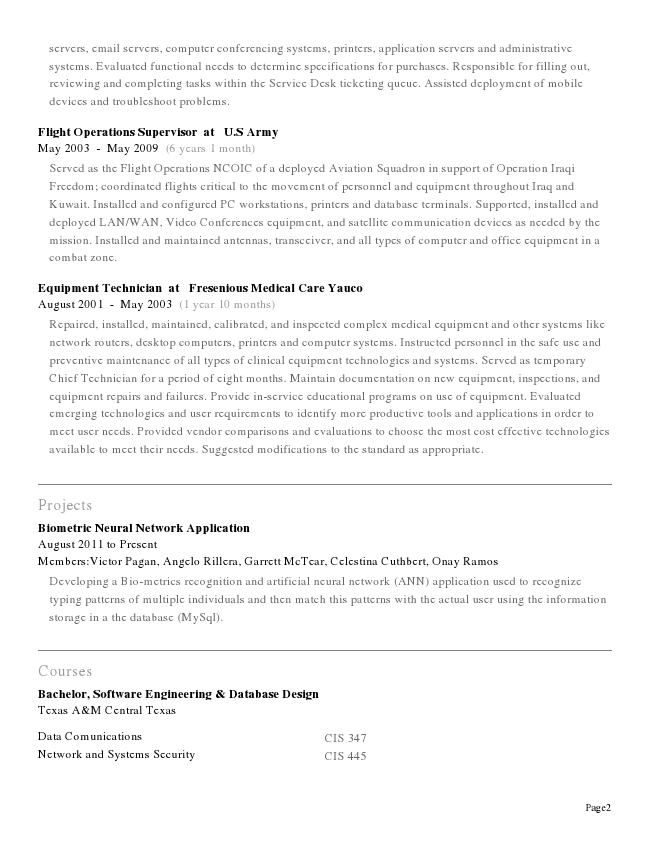 servers, email servers, computer conferencing systems, printers, application servers and administrative
systems. Evaluated functional needs to determine specifications for purchases. Responsible for filling out,
reviewing and completing tasks within the Service Desk ticketing queue. Assisted deployment of mobile
devices and troubleshoot problems.
Flight Operations Supervisor at U.S Army
May 2003 - May 2009 (6 years 1 month)
Served as the Flight Operations NCOIC of a deployed Aviation Squadron in support of Operation Iraqi
Freedom; coordinated flights critical to the movement of personnel and equipment throughout Iraq and
Kuwait. Installed and configured PC workstations, printers and database terminals. Supported, installed and
deployed LAN/WAN, Video Conferences equipment, and satellite communication devices as needed by the
mission. Installed and maintained antennas, transceiver, and all types of computer and office equipment in a
combat zone.
Equipment Technician at Fresenious Medical Care Yauco
August 2001 - May 2003 (1 year 10 months)
Repaired, installed, maintained, calibrated, and inspected complex medical equipment and other systems like
network routers, desktop computers, printers and computer systems. Instructed personnel in the safe use and
preventive maintenance of all types of clinical equipment technologies and systems. Served as temporary
Chief Technician for a period of eight months. Maintain documentation on new equipment, inspections, and
equipment repairs and failures. Provide in-service educational programs on use of equipment. Evaluated
emerging technologies and user requirements to identify more productive tools and applications in order to
meet user needs. Provided vendor comparisons and evaluations to choose the most cost effective technologies
available to meet their needs. Suggested modifications to the standard as appropriate.
Projects
Biometric Neural Network Application
August 2011 to Present
Members:Victor Pagan, Angelo Rillera, Garrett McTear, Celestina Cuthbert, Onay Ramos
Developing a Bio-metrics recognition and artificial neural network (ANN) application used to recognize
typing patterns of multiple individuals and then match this patterns with the actual user using the information
storage in a the database (MySql).
Courses
Bachelor, Software Engineering & Database Design
Texas A&M Central Texas
Data Comunications CIS 347
Network and Systems Security CIS 445
Page2